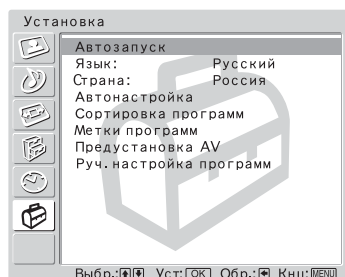 Установка
Автозапуск
Язык: Русский
Страна: Россия
Автонастройка
Сортировка программ
Метки программ
Предустановка AV
Руч.настройка программ
Выбр.: Уст: OK Обр.: Кнц: MENU